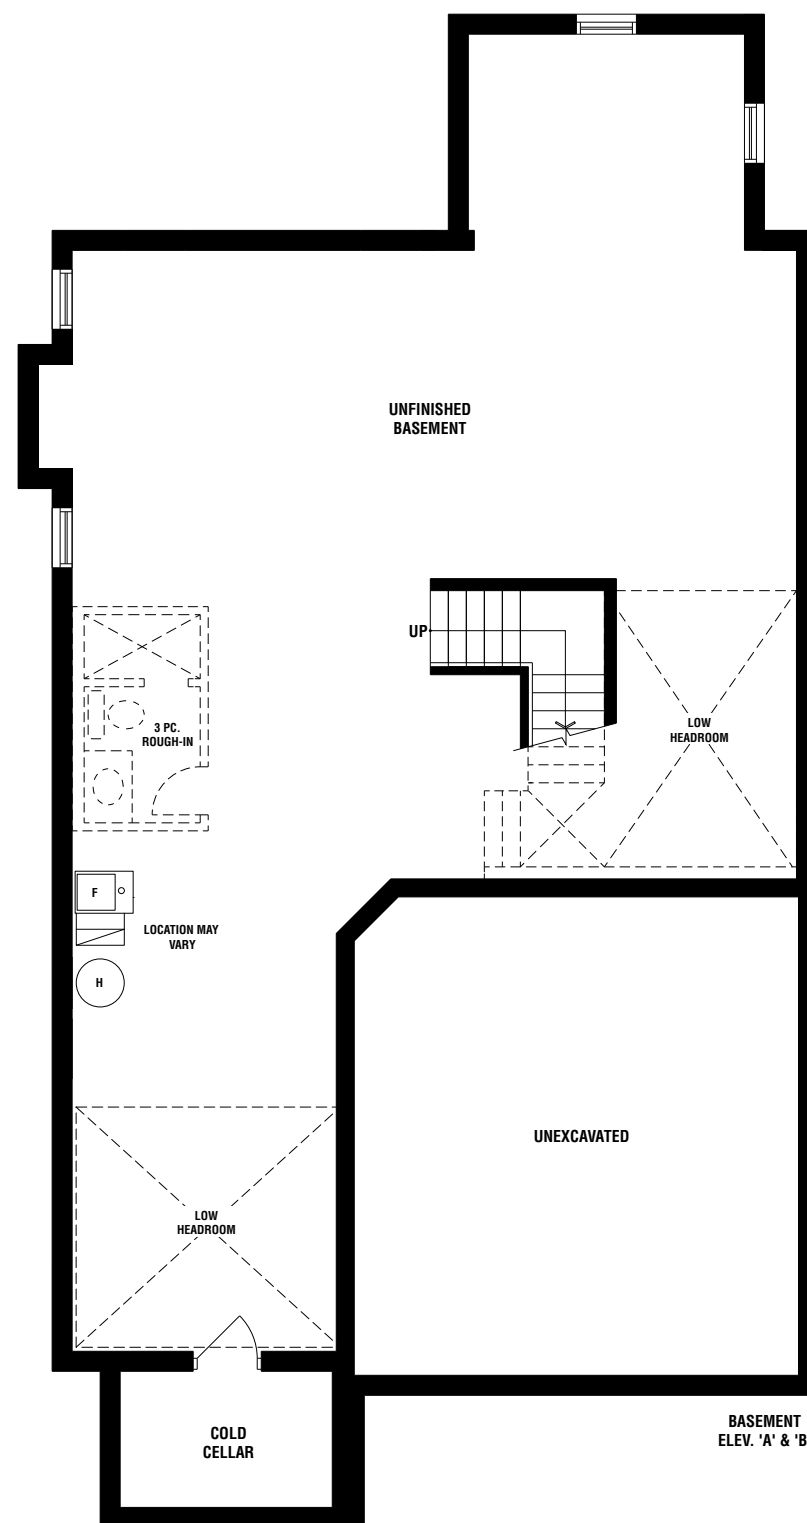 UNFINISHED
BASEMENT
UP
LOW
HEADROOM
3 PC.
ROUGH-IN
F
LOCATION MAY
VARY
H
UNEXCAVATED
LOW
HEADROOM
COLD
CELLAR
BASEMENT
ELEV. 'A' & 'B